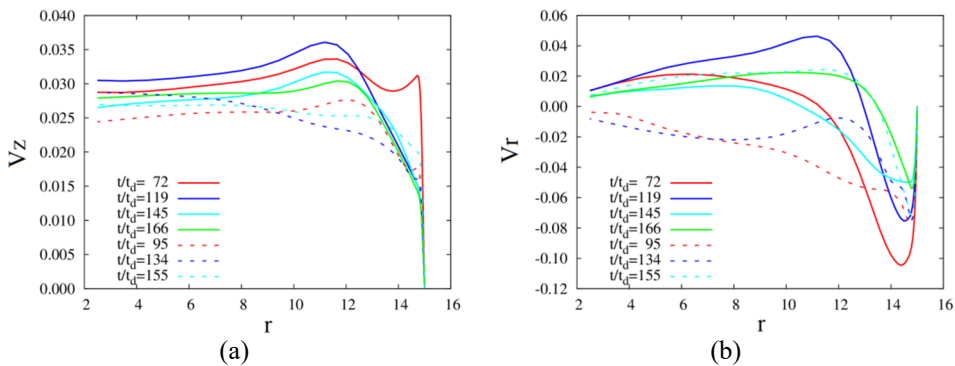 0.040
0.035
0.030
0.025
0.020
0.015
0.010
0.005
0.000
Vz
t/td= 72
t/td=119
t/td=145
t/td=166
t/td= 95
t/td=134
t/td=155
2 4 6 8 10 12 14 16
r
(a)
0.06
0.04
0.02
0.00
-0.02
-0.04
-0.06
-0.08
-0.10
-0.12
Vr
t/td= 72
t/td=119
t/td=145
t/td=166
t/td= 95
t/td=134
t/td=155
2 4 6 8 10 12 14 16
r
(b)